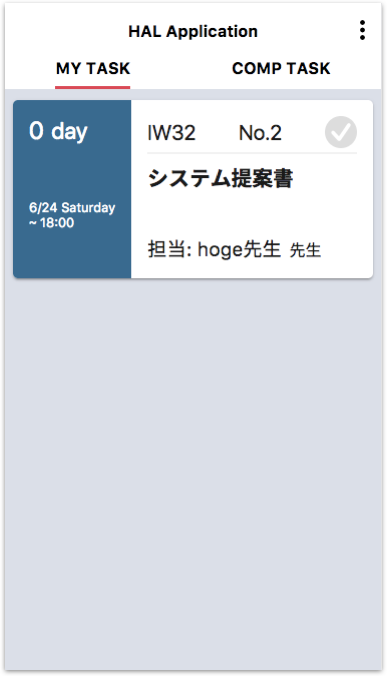 HAL Application
MY TASK
COMP TASK
0 day
6/24 Saturday
~ 18:00
IW32 No.2
システム提案書
担当: hoge先生 先生